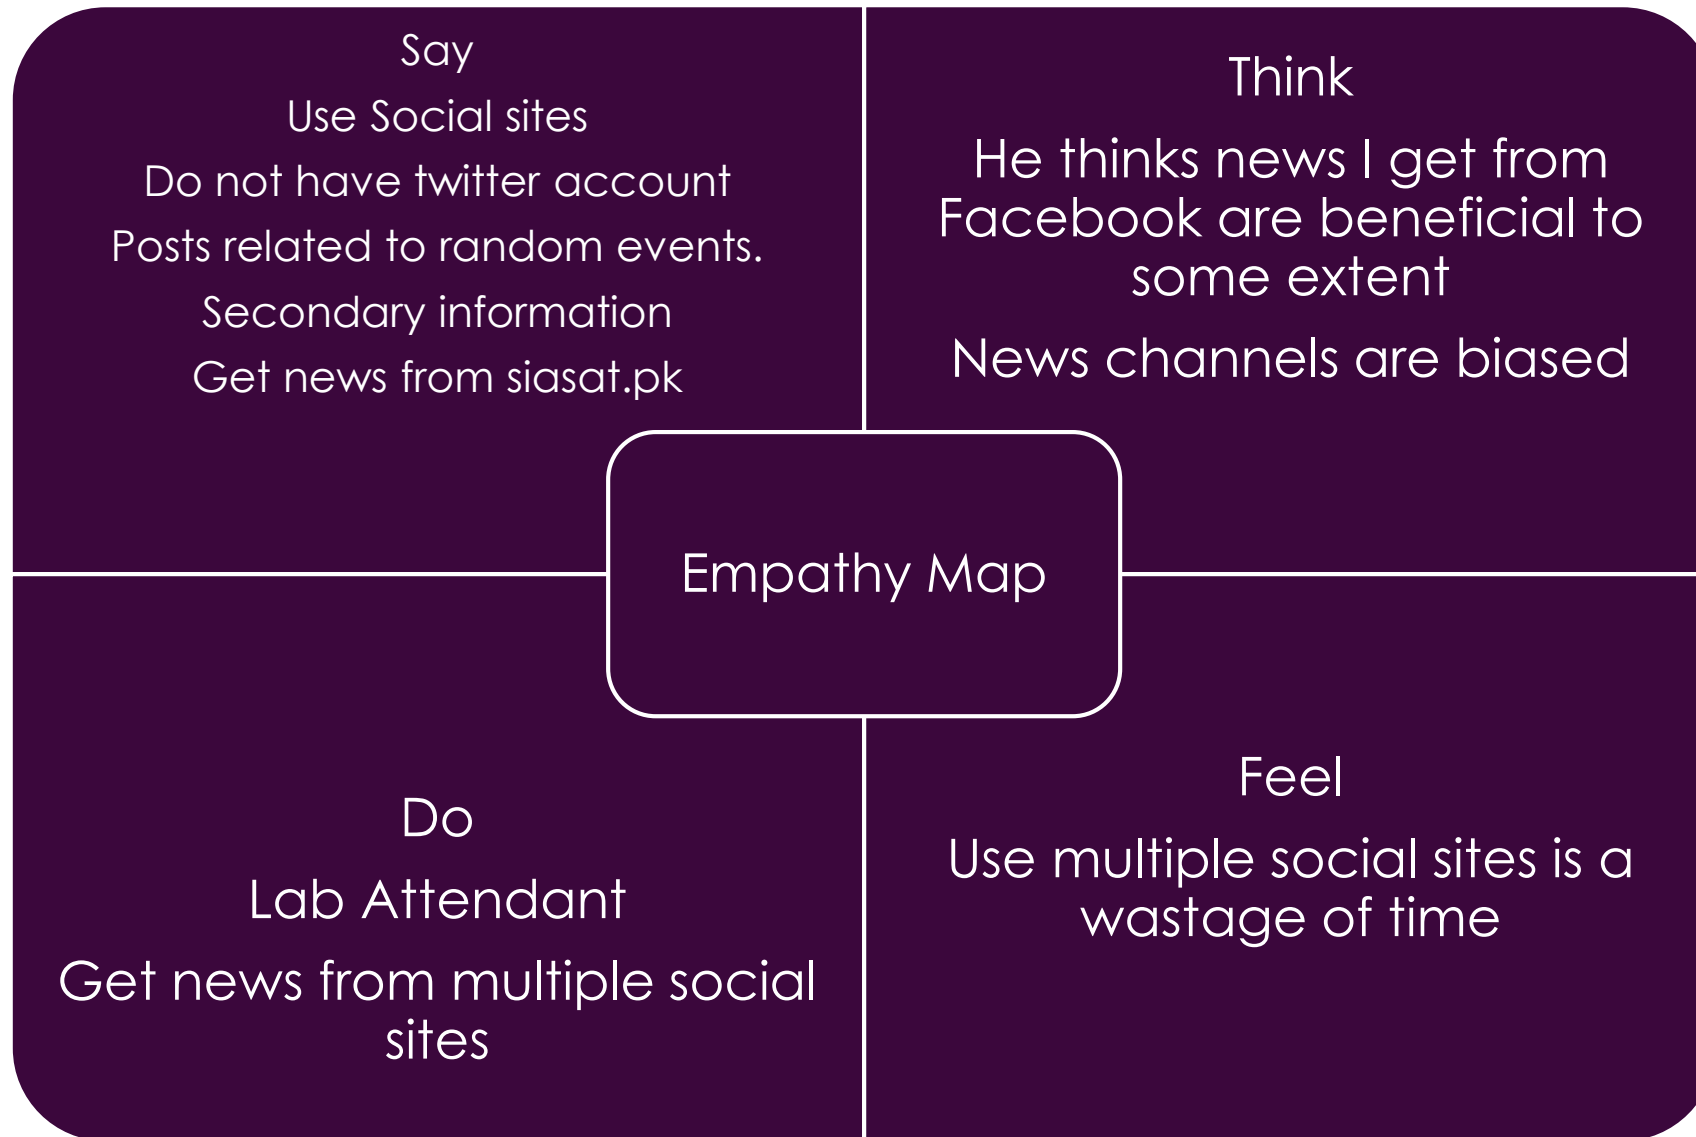 Say
Use Social sites
Do not have twitter account
Posts related to random events.
Secondary information
Get news from siasat.pk
Think
He thinks news I get from
Facebook are beneficial to
some extent
News channels are biased
Empathy Map
Do
Lab Attendant
Get news from multiple social
sites
Feel
Use multiple social sites is a
wastage of time